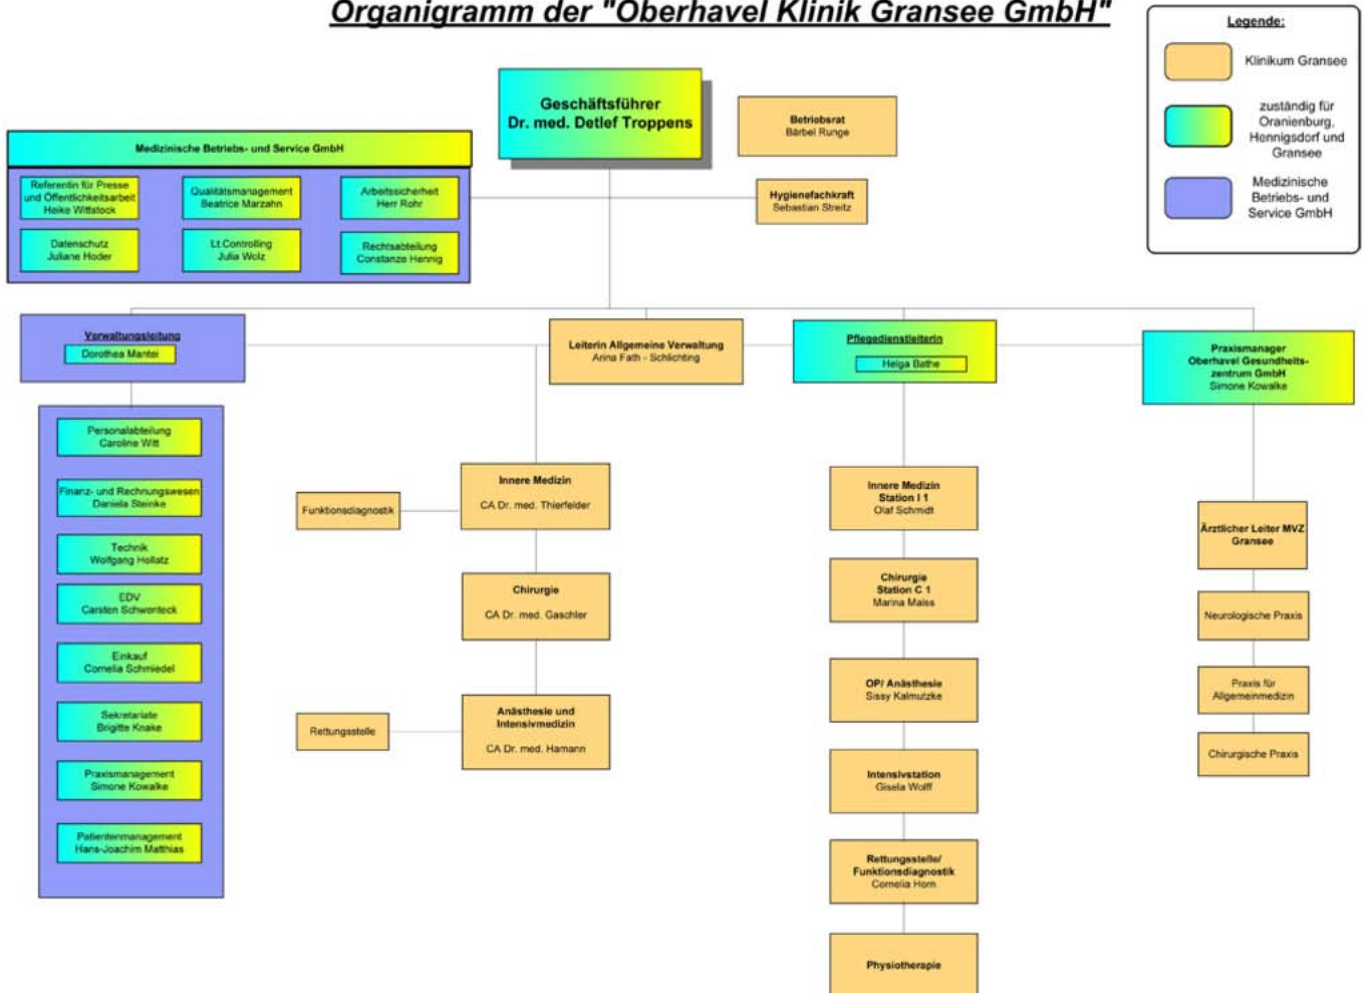 Organigramm der "Oberhavel Klinik Gransee GmbH"
Legende:
Klinikum Gransee
zuständig für
Oranienburg,
Hennigsdorf und
Gransee
Medizinische
Betriebs- und
Service GmbH
Geschäftsführer
Dr. med. Detlef Troppens
Betriebsrat
Bärbel Runge
Hygienefachkraft
Sebastian Streitz
Medizinische Betriebs- und Service GmbH
Referentin für Presse
und Öffentlichkeitsarbeit
Heike Wittstock
Qualitätsmanagement
Beatrice Marzahn
Arbeitssicherheit
Herr Rohr
Datenschutz
Juliane Hoder
Lt.Controlling
Julia Wolz
Rechtsabteilung
Constanze Hennig
Verwaltungsleitung
Dorothea Mantei
Leiterin Allgemeine Verwaltung
Arina Fath - Schlichting
Pflegedienstleiterin
Helga Bathe
Praxismanager
Oberhavel Gesundheits-
zentrum GmbH
Simone Kowalke
Personalabteilung
Caroline Witt
Finanz- und Rechnungswesen
Daniela Steinke
Technik
Wolfgang Hollatz
EDV
Carsten Schwenteck
Einkauf
Cornelia Schmiedel
Sekretariate
Brigitte Knake
Praxismanagement
Simone Kowalke
Patientenmanagement
Hans-Joachim Matthias
Funktionsdiagnostik
Innere Medizin
CA Dr. med. Thierfelder
Chirurgie
CA Dr. med. Gaschler
Rettungsstelle
Anästhesie und
Intensivmedizin
CA Dr. med. Hamann
Innere Medizin
Station I 1
Olaf Schmidt
Chirurgie
Station C 1
Marina Maiss
OP/ Anästhesie
Sissy Kalmutzke
Intensivstation
Gisela Wolff
Rettungsstelle/
Funktionsdiagnostik
Cornelia Horn
Physiotherapie
Ärztlicher Leiter MVZ
Gransee
Neurologische Praxis
Praxis für
Allgemeinmedizin
Chirurgische Praxis